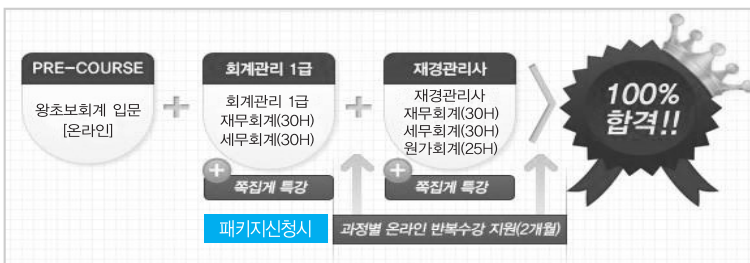 PRE-COURSE
왕초보회계 입문
[온라인]
회계관리 1급
회계관리 1급
재무회계(30H)
세무회계(30H)
쪽집게 특강
재경관리사
재경관리사
재무회계(30H)
세무회계(30H)
원가회계(25H)
쪽집게 특강
100%
합격!!
패키지신청시
과정별 온라인 반복수강 지원(2개월)